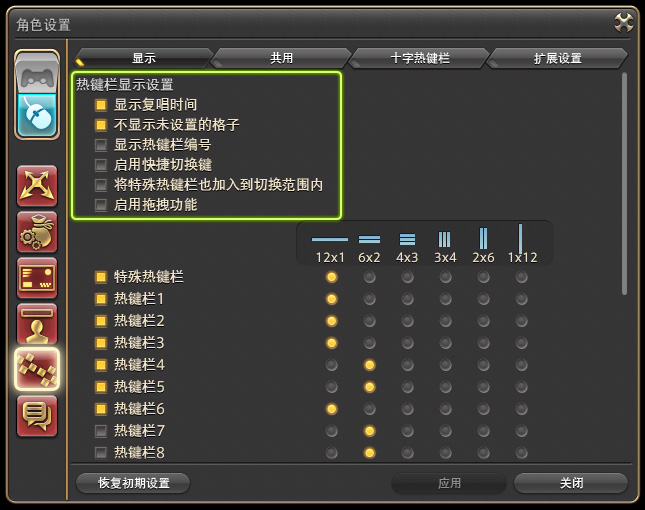 角色设置
显示 共用 十字热键栏 扩展设置
热键栏显示设置
显示复唱时间
不显示未设置的格子
显示热键栏编号
启用快捷切换键
将特殊热键栏也加入到切换范围内
启用拖拽功能
12x1 6x2 4x3 3x4 2x6 1x12
特殊热键栏
热键栏1
热键栏2
热键栏3
热键栏4
热键栏5
热键栏6
热键栏7
热键栏8
恢复初期设置 应用 关闭